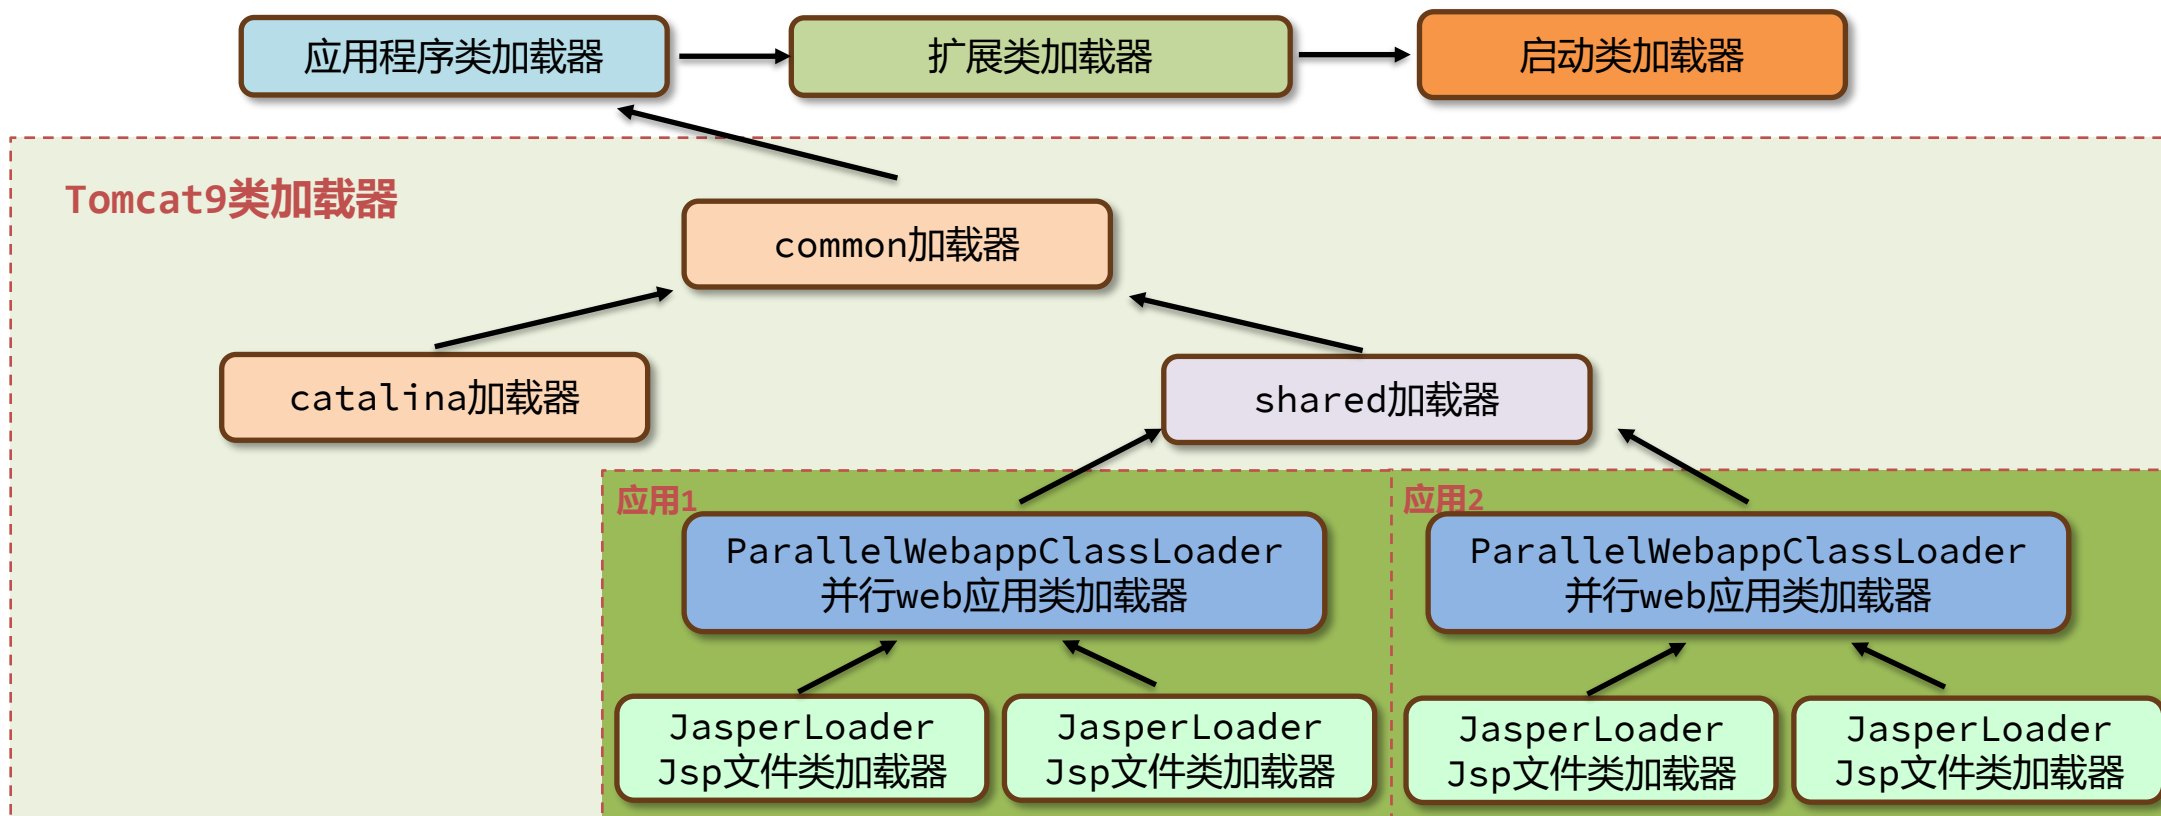 应用程序类加载器
扩展类加载器
启动类加载器
Tomcat9类加载器
common加载器
catalina加载器
shared加载器
应用1
应用2
ParallelWebappClassLoader
并行web应用类加载器
ParallelWebappClassLoader
并行web应用类加载器
JasperLoader
Jsp文件类加载器
JasperLoader
Jsp文件类加载器
JasperLoader
Jsp文件类加载器
JasperLoader
Jsp文件类加载器